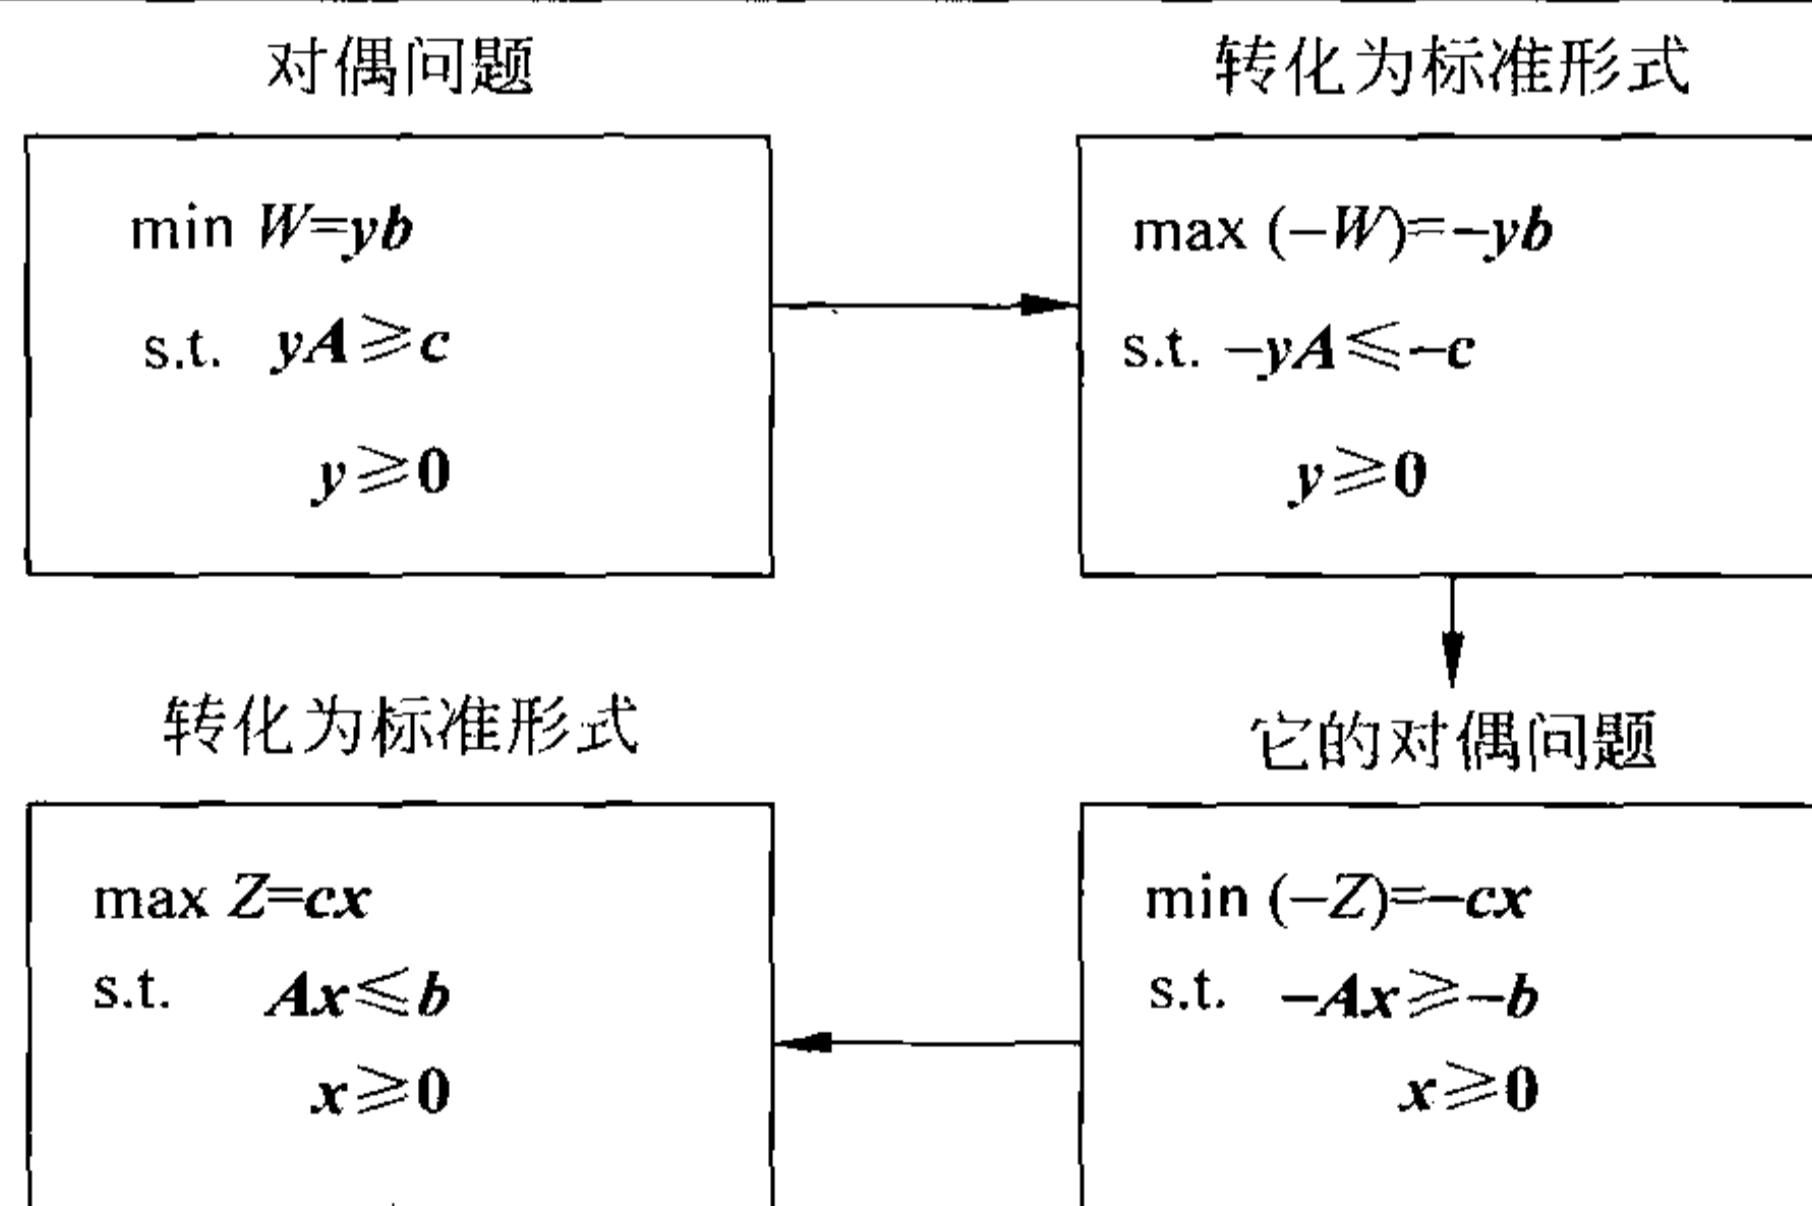 对偶问题
min W=yb
s.t. yA≥c
y≥0
转化为标准形式
max (−W)=−yb
s.t. −yA≤−c
y≥0
它的对偶问题
min (−Z)=−cx
s.t. −Ax≥−b
x≥0
转化为标准形式
max Z=cx
s.t. Ax≤b
x≥0